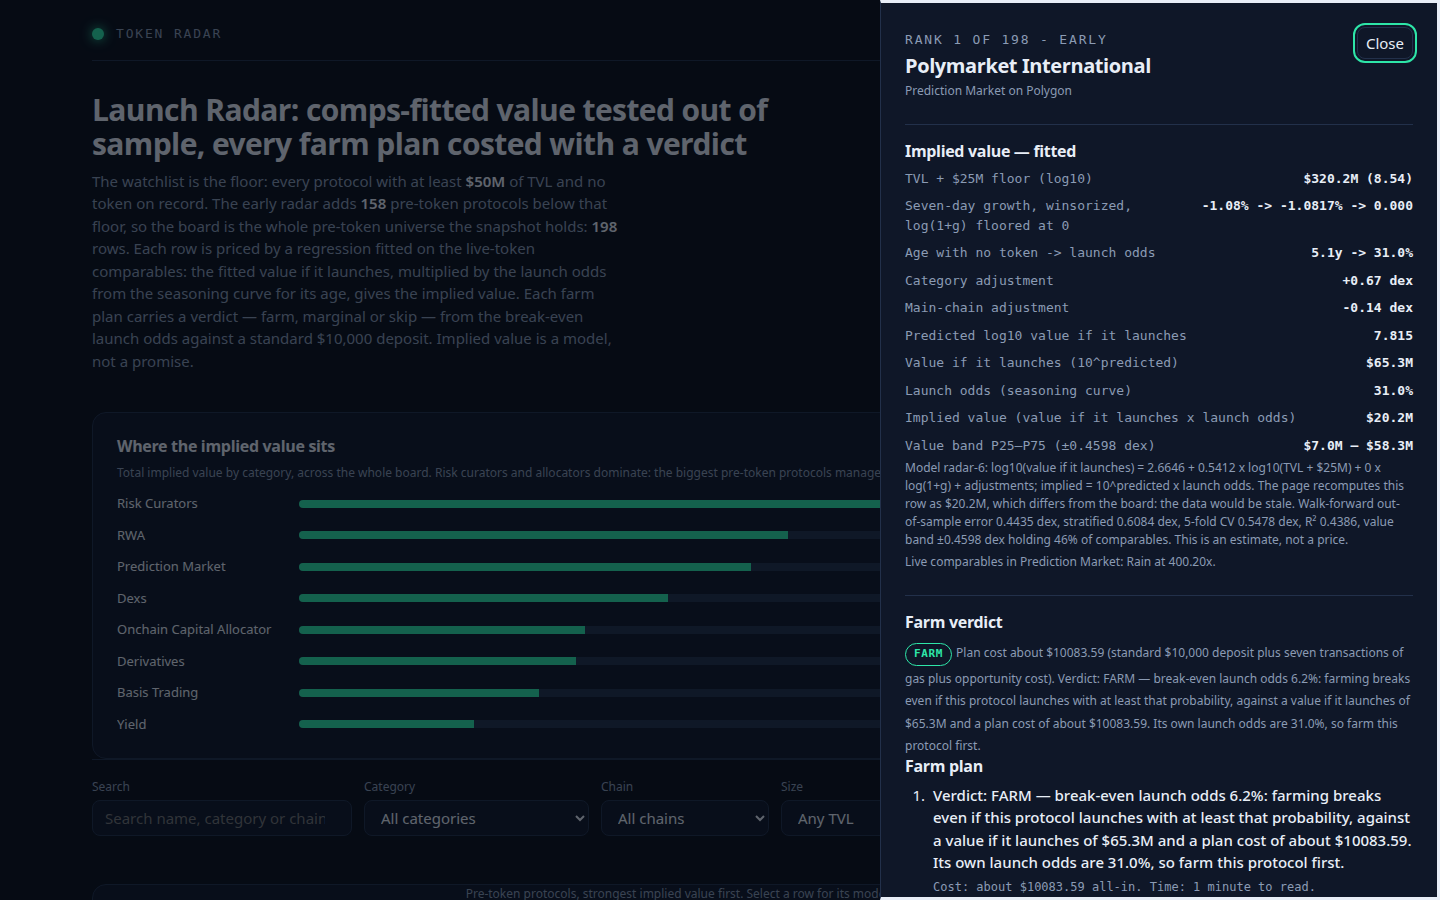 TOKEN RADAR
Launch Radar: comps-fitted value tested out of
sample, every farm plan costed with a verdict
The watchlist is the floor: every protocol with at least $50M of TVL and no
token on record. The early radar adds 158 pre-token protocols below that
floor, so the board is the whole pre-token universe the snapshot holds: 198
rows. Each row is priced by a regression fitted on the live-token
comparables: the fitted value if it launches, multiplied by the launch odds
from the seasoning curve for its age, gives the implied value. Each farm
plan carries a verdict — farm, marginal or skip — from the break-even
launch odds against a standard $10,000 deposit. Implied value is a model,
not a promise.
Where the implied value sits
Total implied value by category, across the whole board. Risk curators and allocators dominate: the biggest pre-token protocols manage
Risk Curators
RWA
Prediction Market
Dexs
Onchain Capital Allocator
Derivatives
Basis Trading
Yield
Search
Category
Chain
Size
Search name, category or chain
All categories
All chains
Any TVL
Pre-token protocols, strongest implied value first. Select a row for its mod
RANK 1 OF 198 - EARLY
Close
Polymarket International
Prediction Market on Polygon
Implied value — fitted
TVL + $25M floor (log10) $320.2M (8.54)
Seven-day growth, winsorized, -1.08% -> -1.0817% -> 0.000
log(1+g) floored at 0
Age with no token -> launch odds 5.1y -> 31.0%
Category adjustment +0.67 dex
Main-chain adjustment -0.14 dex
Predicted log10 value if it launches 7.815
Value if it launches (10^predicted) $65.3M
Launch odds (seasoning curve) 31.0%
Implied value (value if it launches x launch odds) $20.2M
Value band P25–P75 (±0.4598 dex) $7.0M – $58.3M
Model radar-6: log10(value if it launches) = 2.6646 + 0.5412 x log10(TVL + $25M) + 0 x
log(1+g) + adjustments; implied = 10^predicted x launch odds. The page recomputes this
row as $20.2M, which differs from the board: the data would be stale. Walk-forward out-
of-sample error 0.4435 dex, stratified 0.6084 dex, 5-fold CV 0.5478 dex, R² 0.4386, value
band ±0.4598 dex holding 46% of comparables. This is an estimate, not a price.
Live comparables in Prediction Market: Rain at 400.20x.
Farm verdict
FARM Plan cost about $10083.59 (standard $10,000 deposit plus seven transactions of
gas plus opportunity cost). Verdict: FARM — break-even launch odds 6.2%: farming breaks
even if this protocol launches with at least that probability, against a value if it launches of
$65.3M and a plan cost of about $10083.59. Its own launch odds are 31.0%, so farm this
protocol first.
Farm plan
1. Verdict: FARM — break-even launch odds 6.2%: farming breaks
even if this protocol launches with at least that probability, against
a value if it launches of $65.3M and a plan cost of about $10083.59.
Its own launch odds are 31.0%, so farm this protocol first.
Cost: about $10083.59 all-in. Time: 1 minute to read.